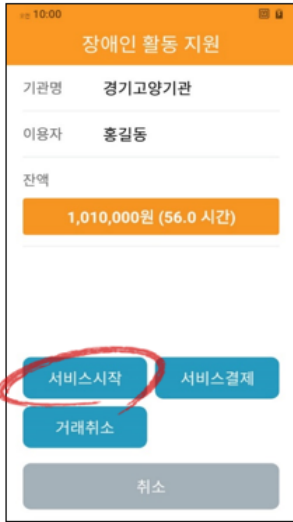 오전 10:00
장애인 활동 지원
기관명 경기고양기관
이용자 홍길동
잔액
1,010,000원 (56.0 시간)
서비스시작 서비스결제
거래취소
취소